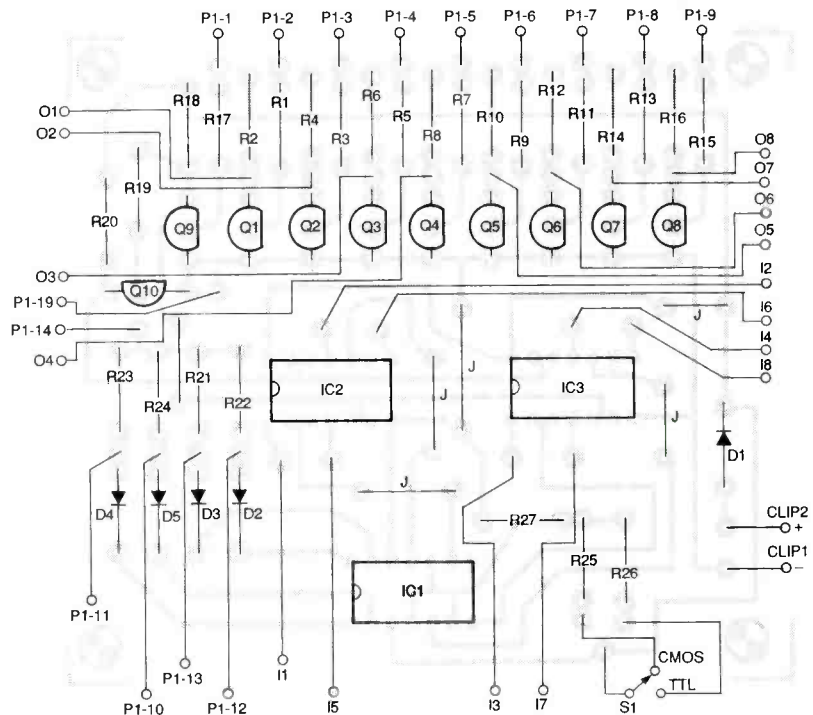 P1-1 P1-2 P1-3 P1-4 P1-5 P1-6 P1-7 P1-8 P1-9
R18 R17 R2 R1 R4 R3 R6 R5 R8 R7 R10 R9 R12 R11 R14 R13 R16 R15
O1
O2
O8
O7
O6
O5
R19
R20
Q9 Q1 Q2 Q3 Q4 Q5 Q6 Q7 Q8
O3
Q10
I2
P1-19
I6
P1-14
J
I4
O4
I8
R23 R24 R21 R22
IC2
J
J
IC3
J
D1
D4 D5 D3 D2
J
R27
CLIP2
+
CLIP1
–
R25 R26
IG1
P1-11
P1-13
I1
CMOS
TTL
P1-10 P1-12 I5 I3 I7 S1